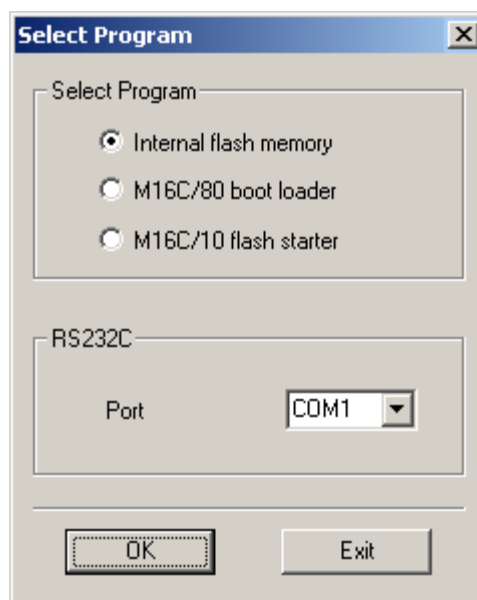 Select Program
Select Program
Internal flash memory
M16C/80 boot loader
M16C/10 flash starter
RS232C
Port COM1
OK Exit